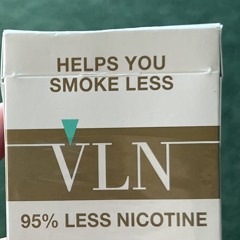 HELPS YOU
SMOKE LESS
VLN
95% LESS NICOTINE